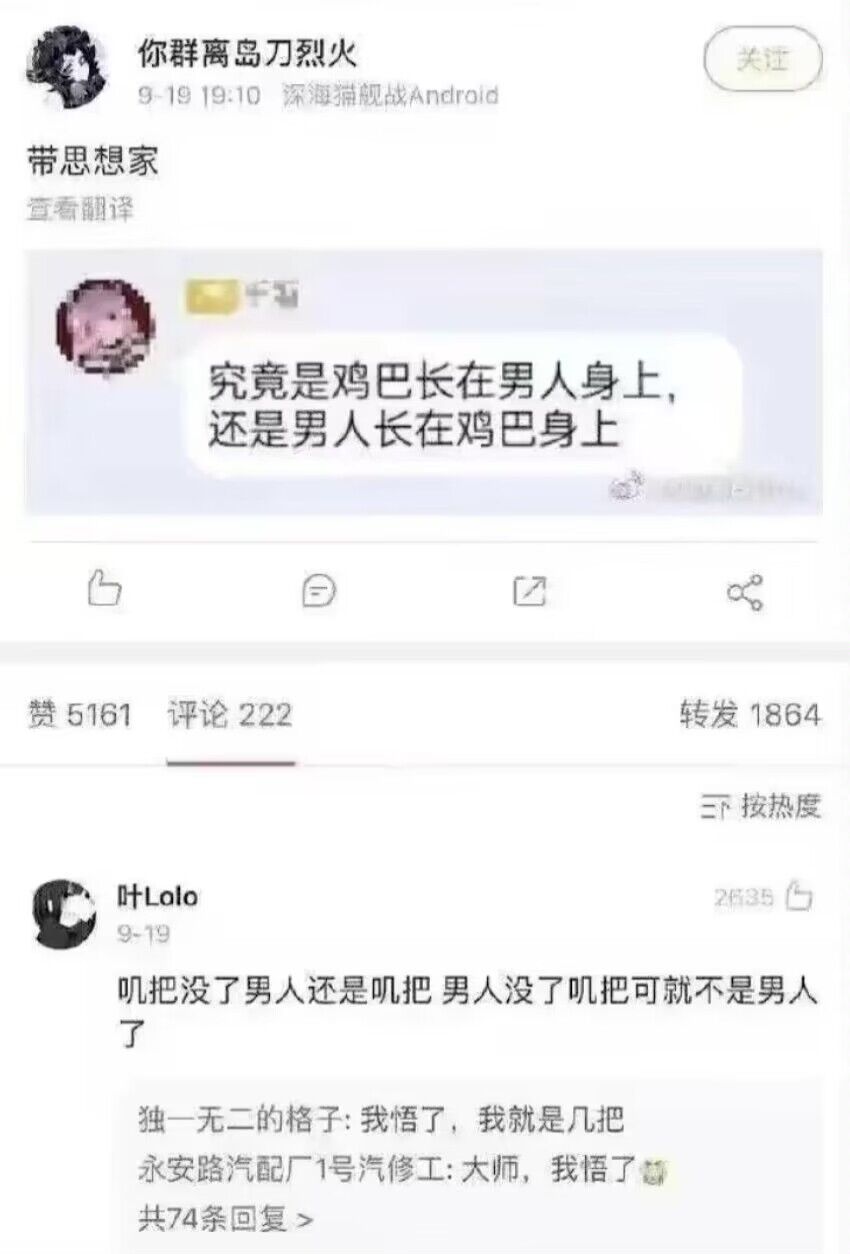 你群离岛刀烈火
关注
9-19 19:10 深海猫舰战Android
带思想家
查看翻译
究竟是鸡巴长在男人身上，
还是男人长在鸡巴身上
赞 5161 评论 222 转发 1864
按热度
叶Lolo
2635
9-19
叽把没了男人还是叽把 男人没了叽把可就不是男人
了
独一无二的格子: 我悟了，我就是几把
永安路汽配厂1号汽修工: 大师，我悟了
共74条回复 >